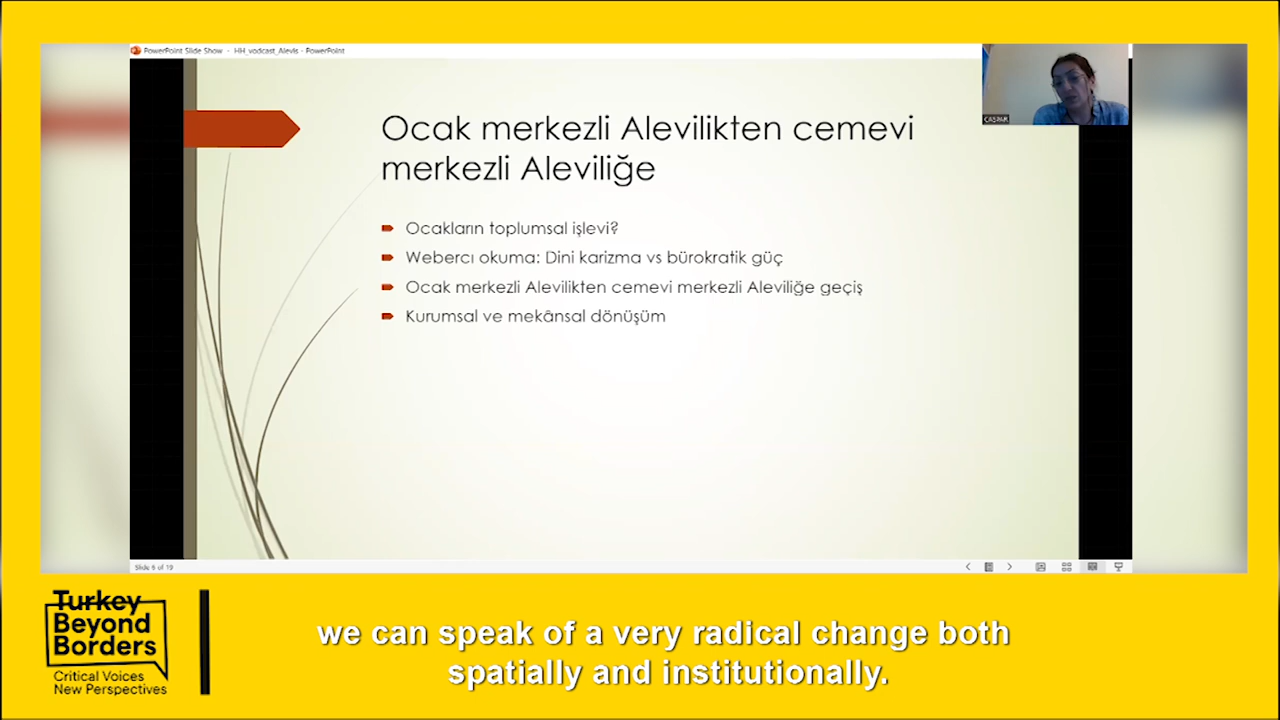 PowerPoint Slide Show - HH_vodcast_Alevis - PowerPoint
CASPAR
Ocak merkezli Alevilikten cemevi
merkezli Aleviliğe
Ocakların toplumsal işlevi?
Webercı okuma: Dini karizma vs bürokratik güç
Ocak merkezli Alevilikten cemevi merkezli Aleviliğe geçiş
Kurumsal ve mekânsal dönüşüm
Slide 6 of 19
Turkey
Beyond
Borders
Critical Voices
New Perspectives
we can speak of a very radical change both
spatially and institutionally.